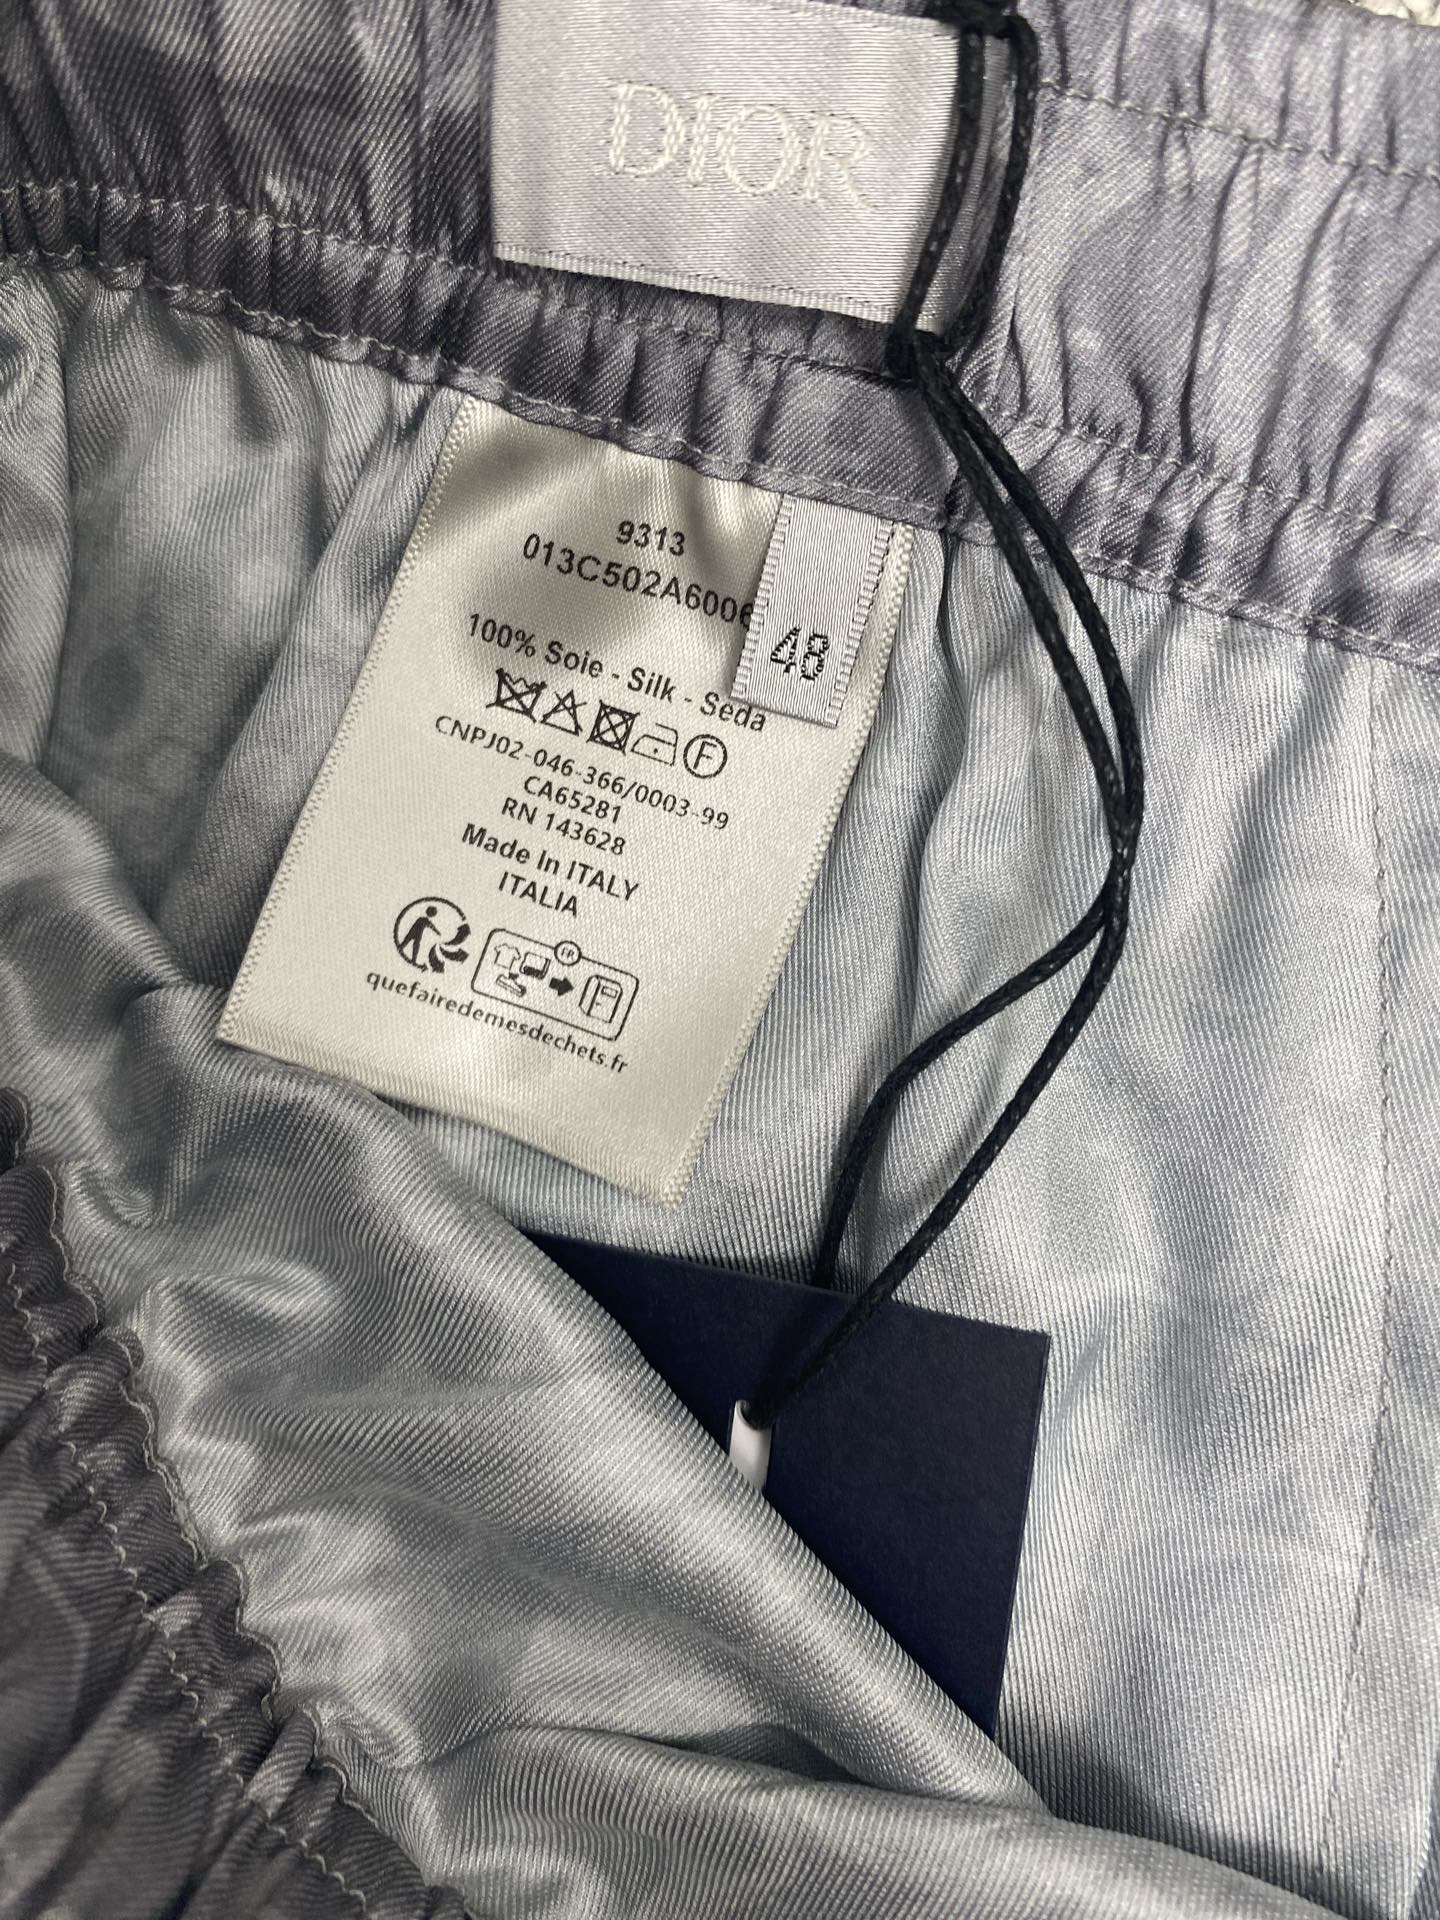 DIOR
9313
013C502A6006
48
100% Soie - Silk - Seda
F
CNPJ02-046-366/0003-99
CA65281
RN 143628
Made In ITALY
ITALIA
FR
quefairedemesdechets.fr